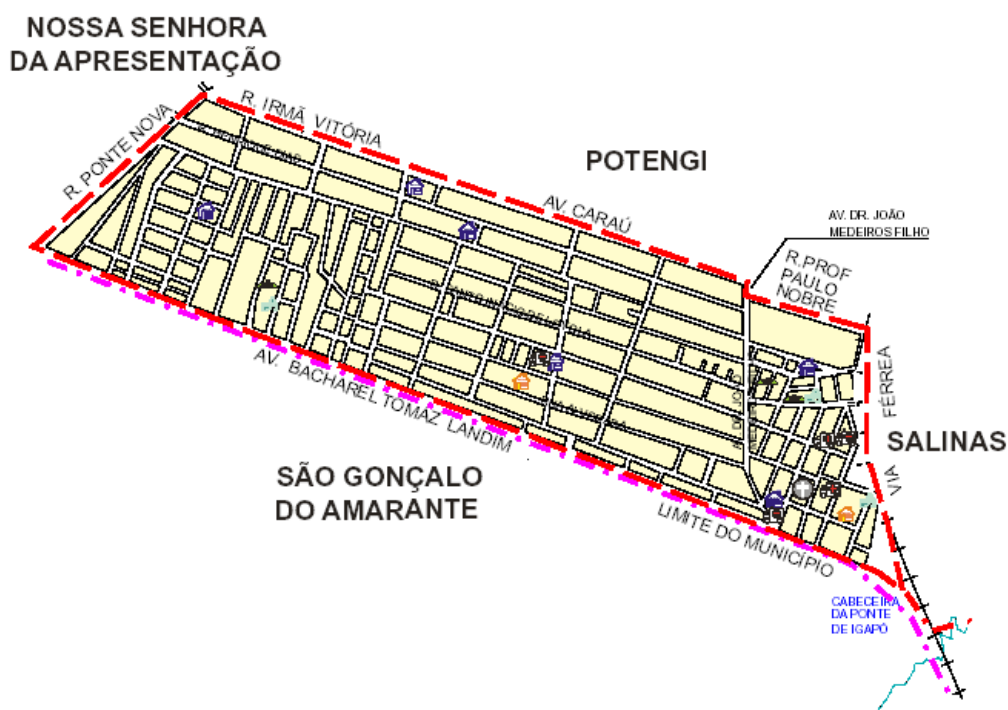 NOSSA SENHORA
DA APRESENTAÇÃO
R. IRMÃ VITÓRIA
R. PONTE NOVA
POTENGI
AV. CARAÚ
AV. DR. JOÃO
MEDEIROS FILHO
R.PROF
PAULO
NOBRE
AV. BACHAREL TOMAZ LANDIM
VIA FÉRREA
SALINAS
SÃO GONÇALO
DO AMARANTE
LIMITE DO MUNICÍPIO
CABECEIRA
DA PONTE
DE IGAPÓ